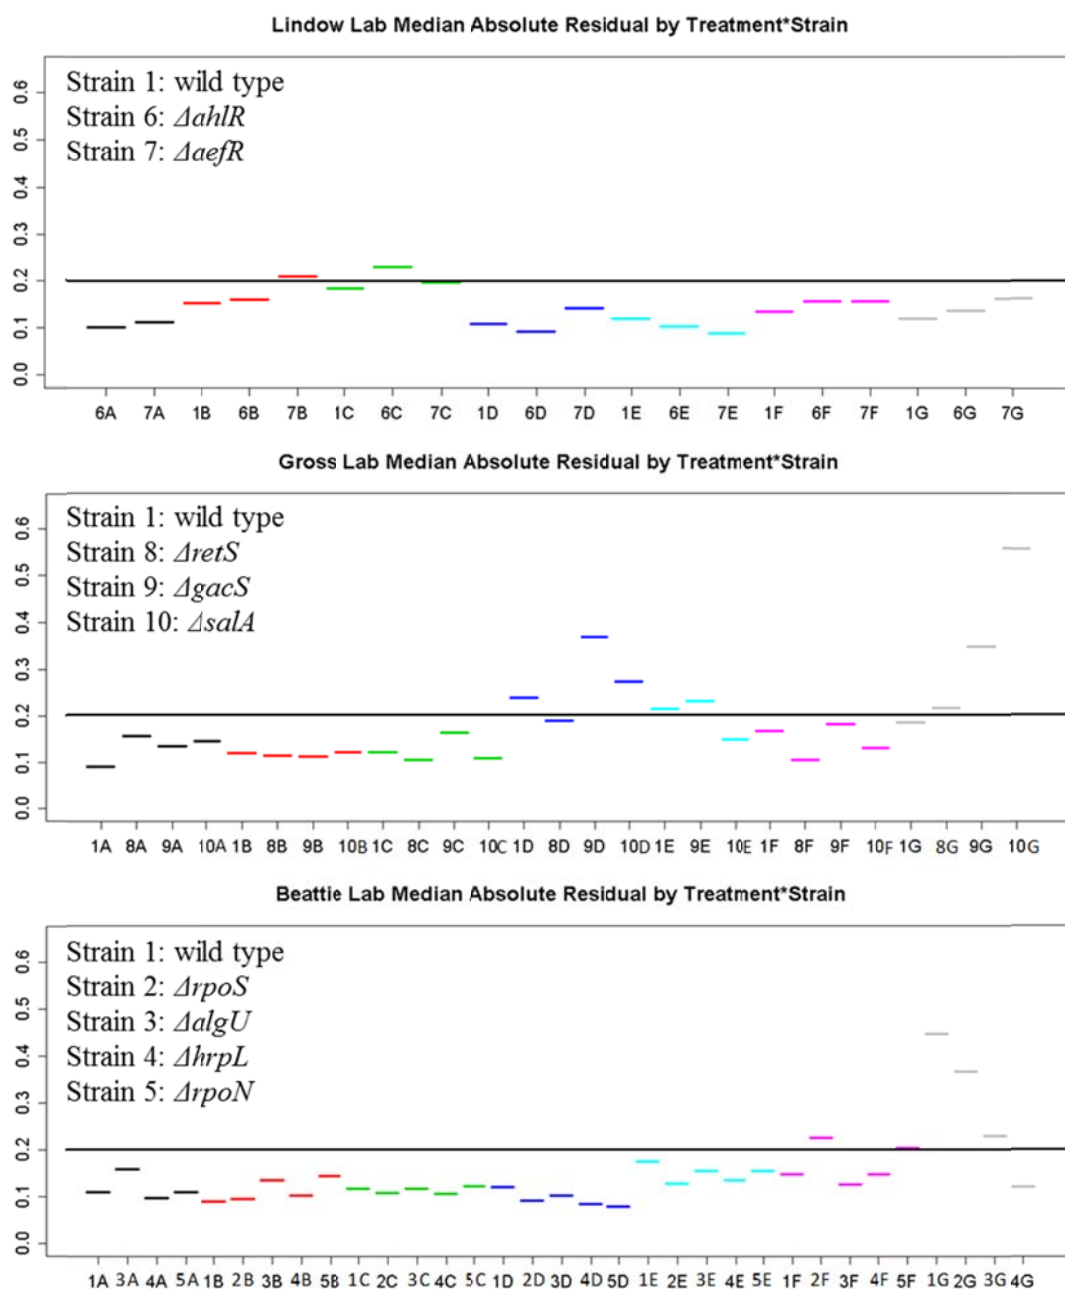 Lindow Lab Median Absolute Residual by Treatment*Strain
Strain 1: wild type
Strain 6: ΔahlR
Strain 7: ΔaefR
0.6
0.5
0.4
0.3
0.2
0.1
0.0
6A 7A 1B 6B 7B 1C 6C 7C 1D 6D 7D 1E 6E 7E 1F 6F 7F 1G 6G 7G
Gross Lab Median Absolute Residual by Treatment*Strain
Strain 1: wild type
Strain 8: ΔretS
Strain 9: ΔgacS
Strain 10: ΔsalA
0.6
0.5
0.4
0.3
0.2
0.1
0.0
1A 8A 9A 10A 1B 8B 9B 10B 1C 8C 9C 10C 1D 8D 9D 10D 1E 9E 10E 1F 8F 9F 10F 1G 8G 9G 10G
Beattie Lab Median Absolute Residual by Treatment*Strain
Strain 1: wild type
Strain 2: ΔrpoS
Strain 3: ΔalgU
Strain 4: ΔhrpL
Strain 5: ΔrpoN
0.6
0.5
0.4
0.3
0.2
0.1
0.0
1A 3A 4A 5A 1B 2B 3B 4B 5B 1C 2C 3C 4C 5C 1D 2D 3D 4D 5D 1E 2E 3E 4E 5E 1F 2F 3F 4F 5F 1G 2G 3G 4G